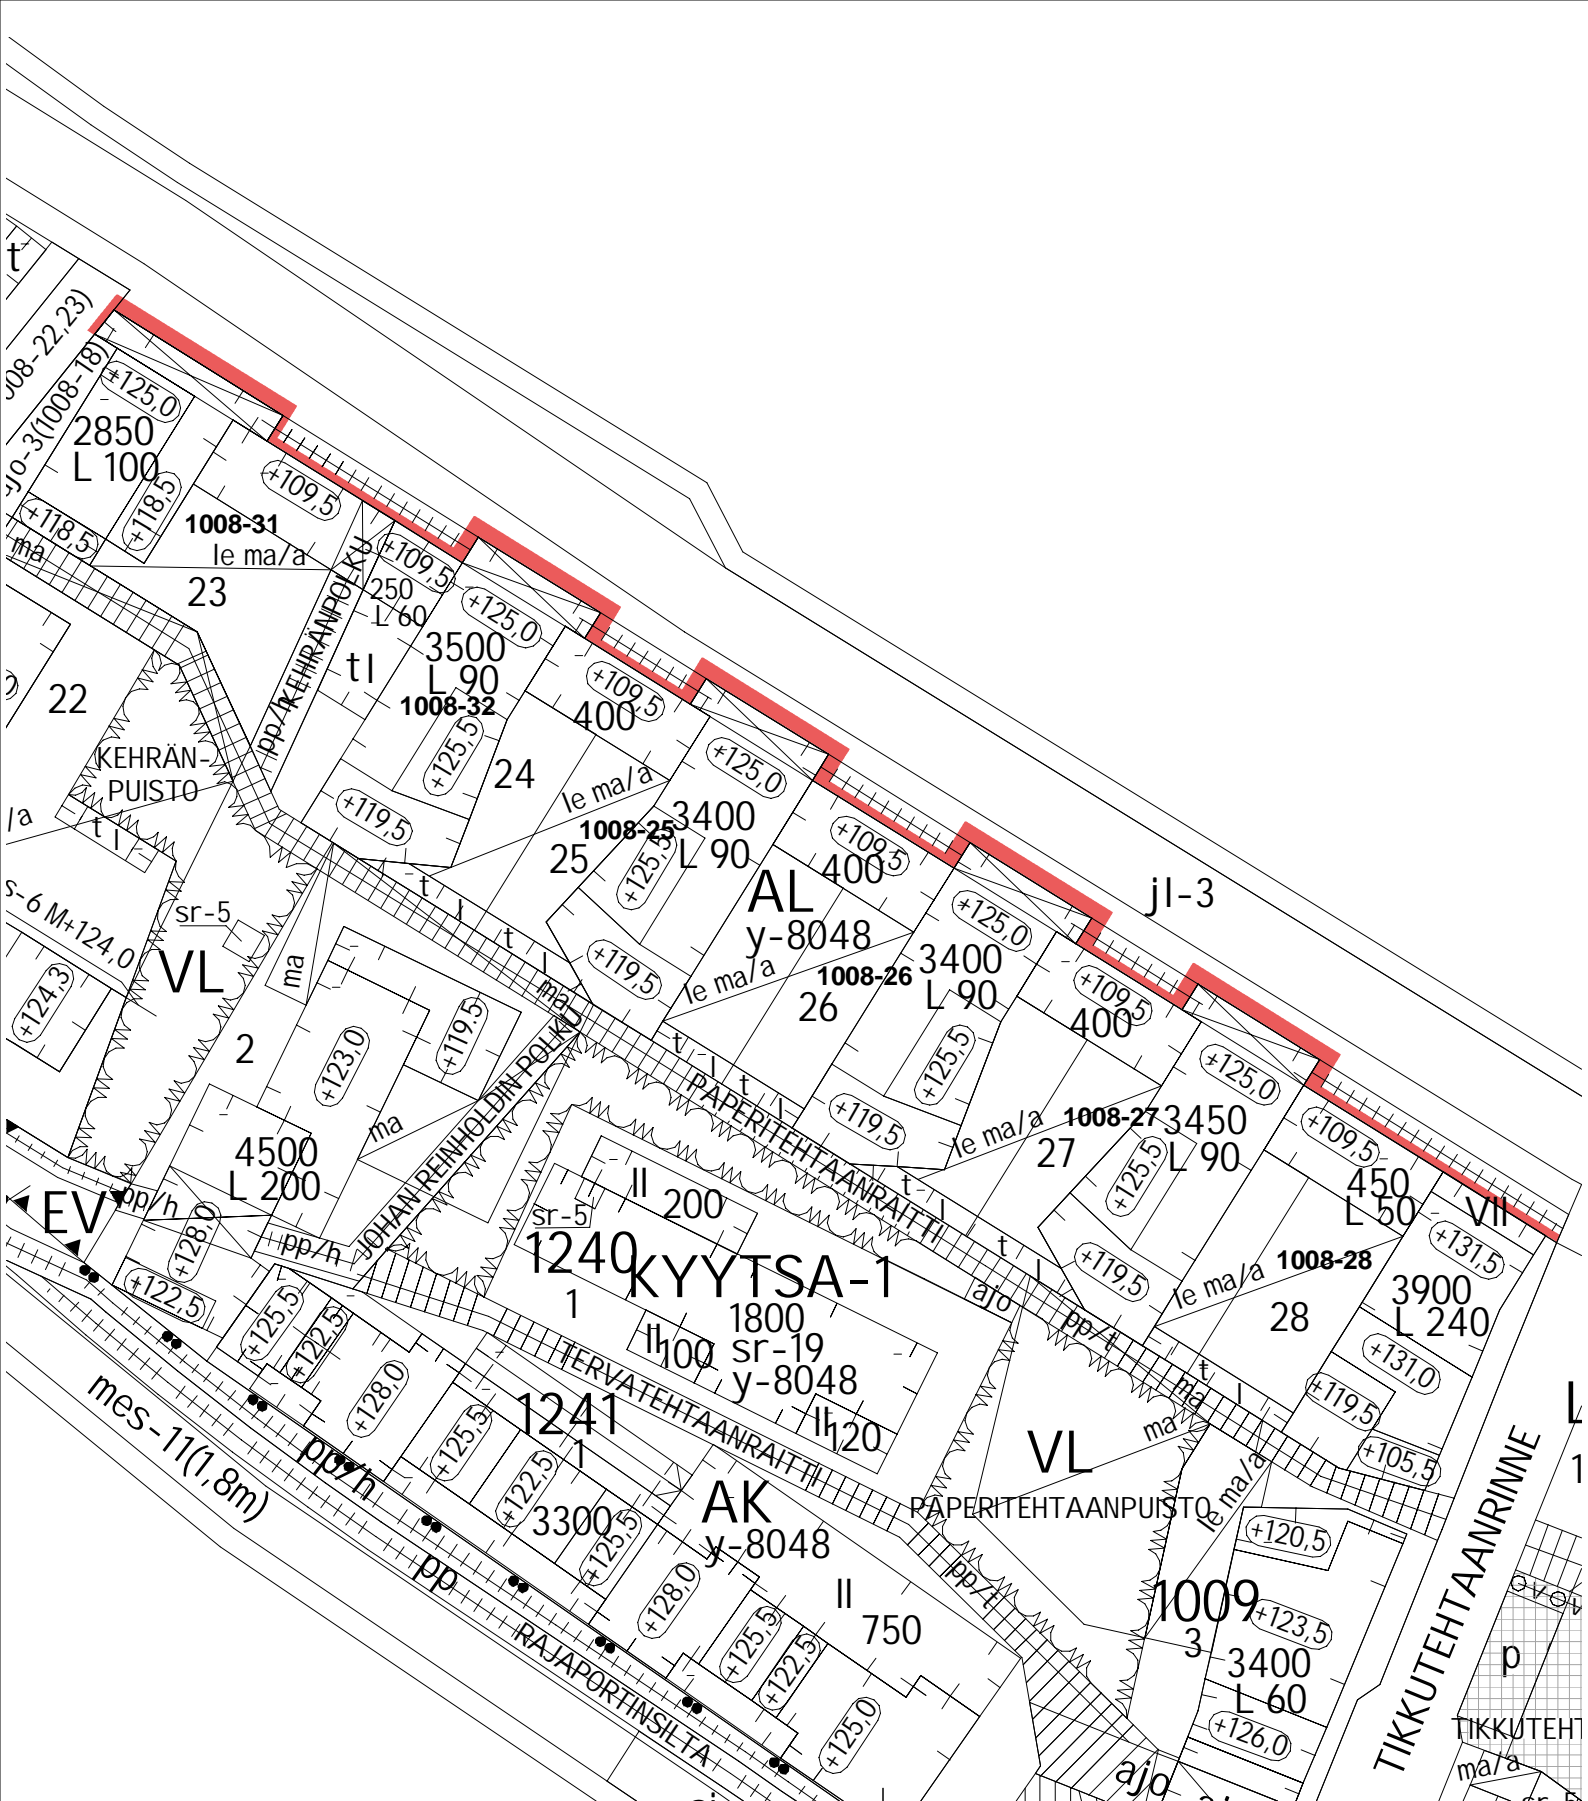 t
008-22,23)
ajo-3(1008-18)
+125,0
2850
L 100
+118,5
+118,5
ma
1008-31
le ma/a
23
+109,5
KEHRÄNPOLKU
pp/h
+109,5
250
L 60
t1
+125,0
3500
L 90
1008-32
+125,5
+119,5
24
+109,5
400
le ma/a
1008-25
25
22
KEHRÄN-
PUISTO
/a
t l
s-6 M+124,0
sr-5
VL
ma
+124,3
+125,0
3400
L 90
+125,5
+119,5
AL
y-8048
+109,5
400
le ma/a
1008-26
26
jl-3
+125,0
3400
L 90
+125,5
+119,5
+109,5
400
le ma/a
1008-27
27
+125,0
3450
L 90
+125,5
+119,5
+109,5
450
L 50
VII
le ma/a
1008-28
28
+131,5
3900
L 240
+131,0
+119,5
+105,5
t l t l
ma
t l t l
t l
t l
t l
2
+123,0
+119.5
ma
4500
L 200
JOHAN REINHOLDIN POLKU
PAPERITEHTAANRAITTI
EV
pp/h
+128,0
+122,5
pp/h
II
200
sr-5
1240
1
KYYTSA-1
1800
sr-19
y-8048
II
100
II
120
ajo
pp/t
ma
ma
+125,5
+122,5
+128,0
TERVATEHTAANRAITTI
1241
1
+125,5
+122,5
3300
+125,5
mes-11(1,8m)
pp/h
pp
RAJAPORTINSILTA
AK
y-8048
II
750
+128,0
+125,5
+122,5
+125,0
VL
PAPERITEHTAANPUISTO
le ma/a
pp/t
+120,5
1009
3
+123,5
3400
L 60
+126,0
ajo
TIKKUTEHTAANRINNE
L
1
p
TIKKUTEHT
ma/a